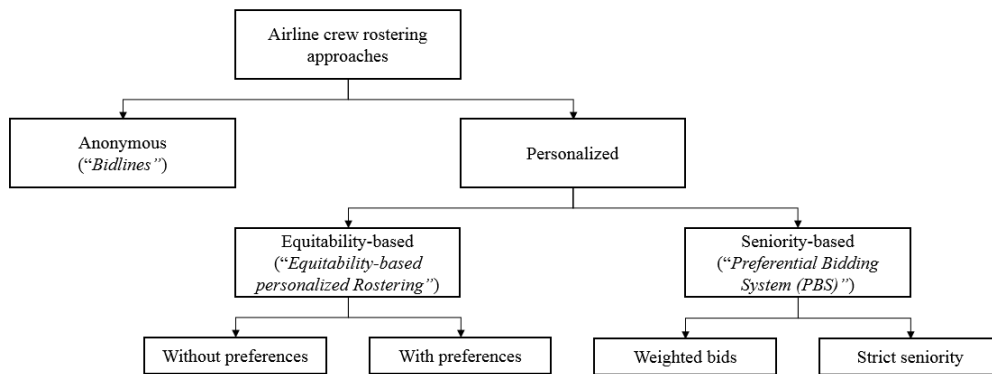 Airline crew rostering
approaches
Anonymous
(“Bidlines”)
Personalized
Equitability-based
(“Equitability-based
personalized Rostering”)
Seniority-based
(“Preferential Bidding
System (PBS)”)
Without preferences
With preferences
Weighted bids
Strict seniority